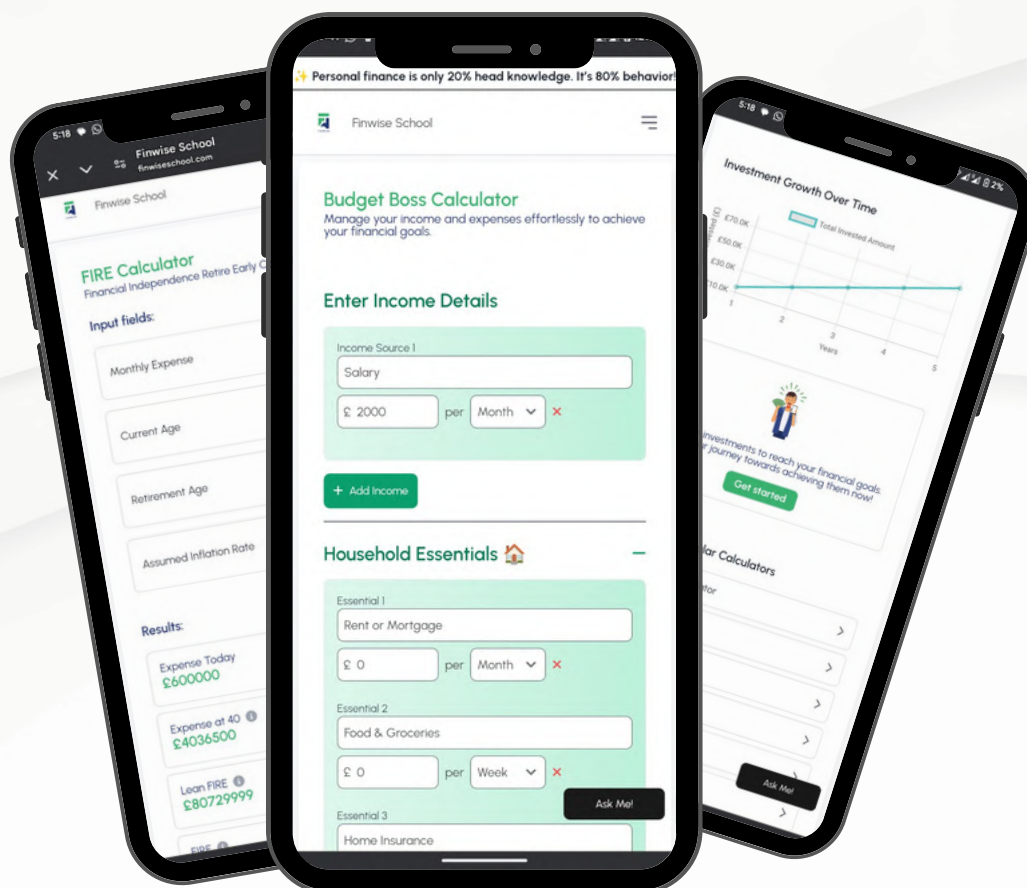 5:18
Finwise School
finwiseschool.com
Finwise School
FIRE Calculator
Financial Independence Retire Early
Input fields:
Monthly Expense
Current Age
Retirement Age
Assumed Inflation Rate
Results:
Expense Today
£600000
Expense at 40
£4036500
Lean FIRE
£80729999
FIRE
✨ Personal finance is only 20% head knowledge. It's 80% behavior!
Finwise School
Budget Boss Calculator
Manage your income and expenses effortlessly to achieve
your financial goals.
Enter Income Details
Income Source 1
Salary
£ 2000 per Month ×
+ Add Income
Household Essentials 🏠 −
Essential 1
Rent or Mortgage
£ 0 per Month ×
Essential 2
Food & Groceries
£ 0 per Week ×
Essential 3
Home Insurance
Ask Me!
5:18
2%
Investment Growth Over Time
Total Invested Amount
£70.0K
£50.0K
£30.0K
1
2
3
4
5
Years
investments to reach your financial goals.
journey towards achieving them now!
Get started
Calculators
Ask Me!